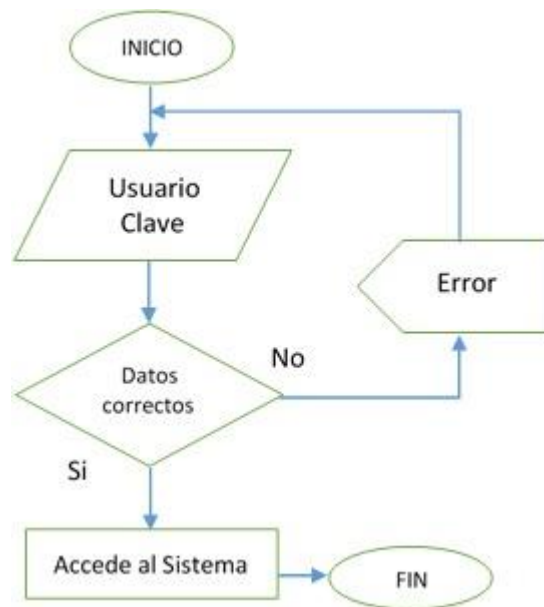 INICIO
Usuario
Clave
Error
Datos
correctos
No
Si
Accede al Sistema
FIN